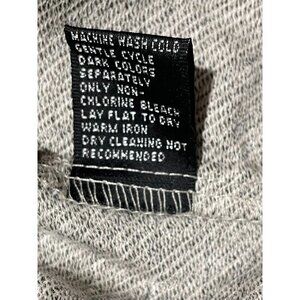 MACHINE WASH COLD
GENTLE CYCLE
DARK COLORS
SEPARATELY
ONLY NON-
CHLORINE BLEACH
LAY FLAT TO DRY
WARM IRON
DRY CLEANING NOT
RECOMMENDED